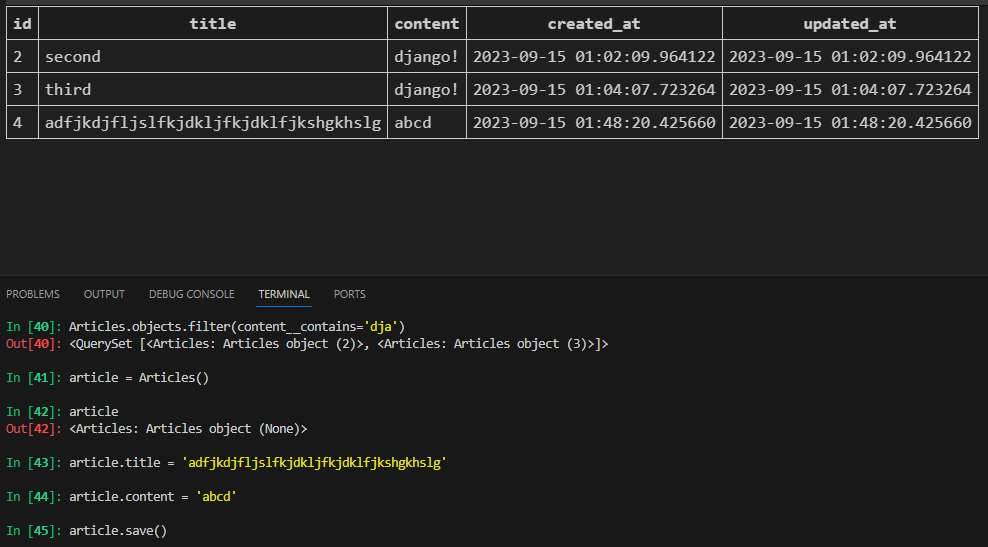 id title content created_at updated_at
2 second django! 2023-09-15 01:02:09.964122 2023-09-15 01:02:09.964122
3 third django! 2023-09-15 01:04:07.723264 2023-09-15 01:04:07.723264
4 adfjkdjfljslfkjdkljfkjdklfjkshgkhslg abcd 2023-09-15 01:48:20.425660 2023-09-15 01:48:20.425660
PROBLEMS OUTPUT DEBUG CONSOLE TERMINAL PORTS
In [40]: Articles.objects.filter(content__contains='dja')
Out[40]: <QuerySet [<Articles: Articles object (2)>, <Articles: Articles object (3)>]>
In [41]: article = Articles()
In [42]: article
Out[42]: <Articles: Articles object (None)>
In [43]: article.title = 'adfjkdjfljslfkjdkljfkjdklfjkshgkhslg'
In [44]: article.content = 'abcd'
In [45]: article.save()